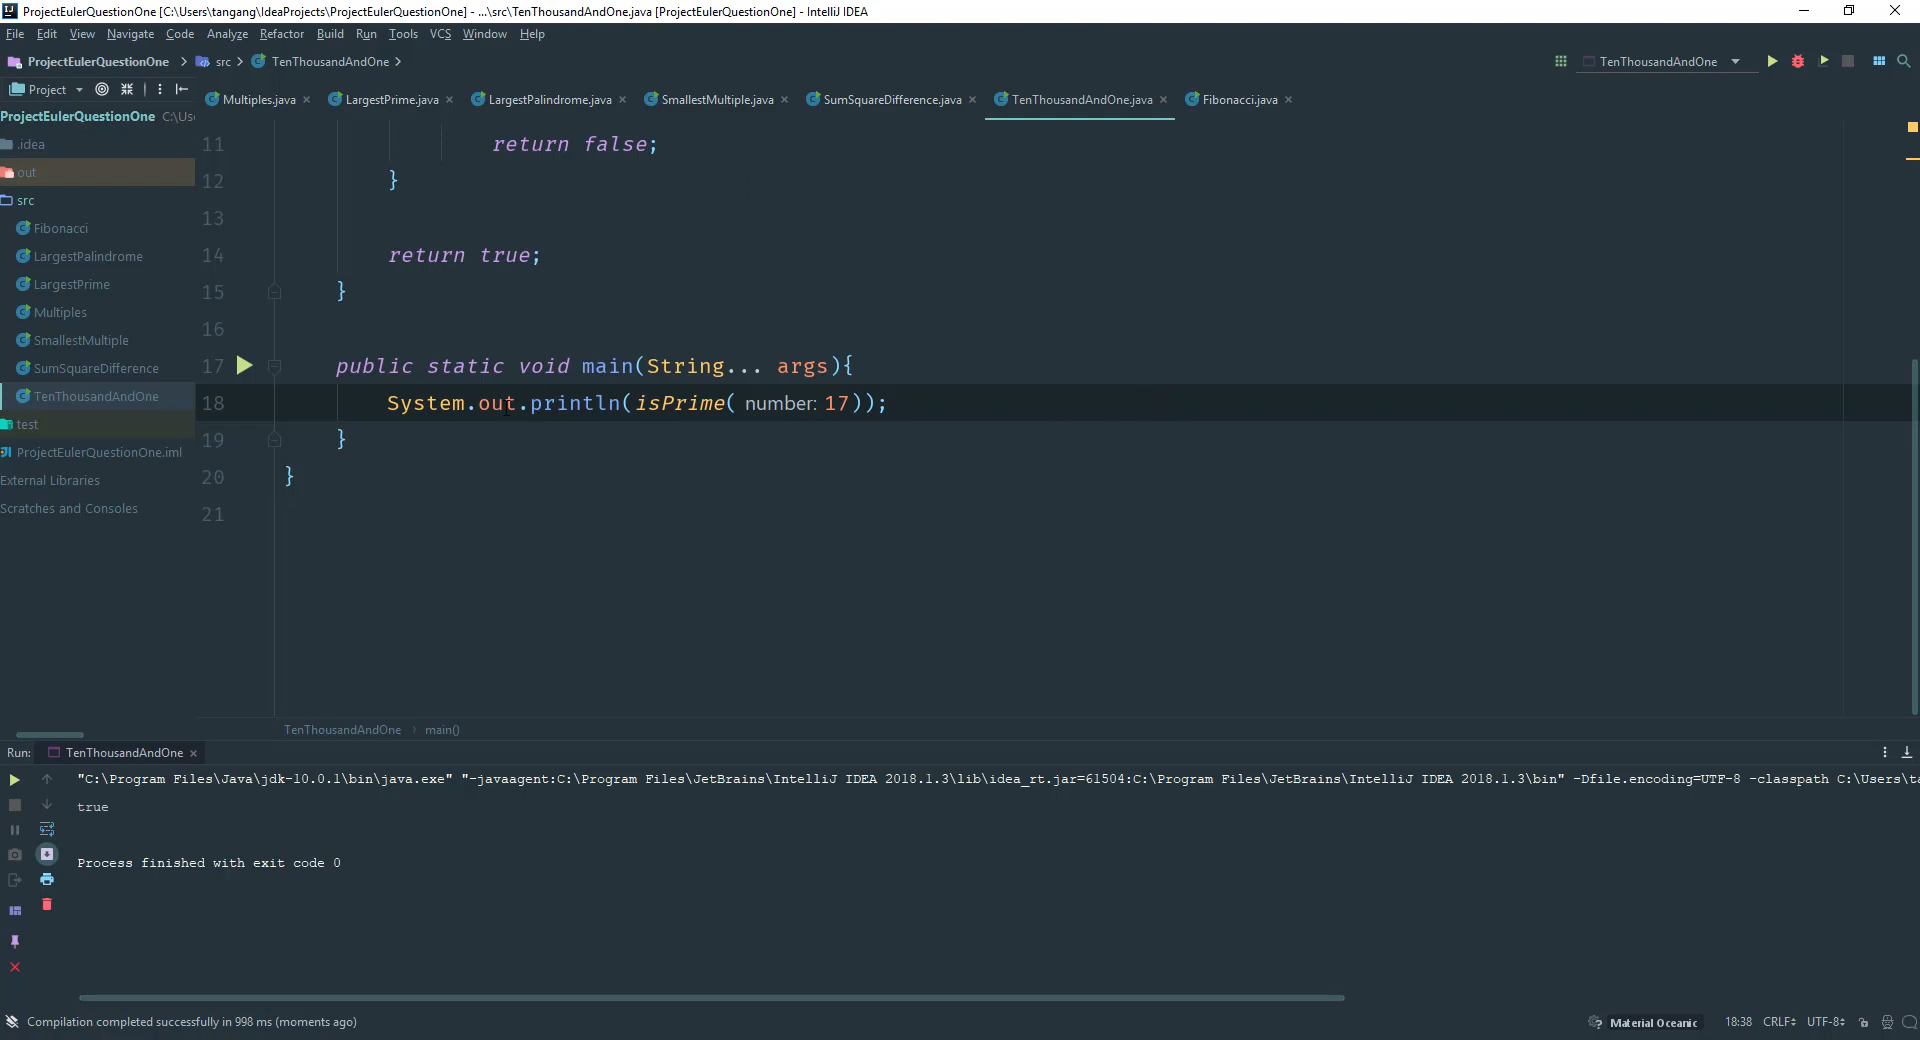 ProjectEulerQuestionOne [C:\Users\tangang\IdeaProjects\ProjectEulerQuestionOne] - ...\src\TenThousandAndOne.java [ProjectEulerQuestionOne] - IntelliJ IDEA
File Edit View Navigate Code Analyze Refactor Build Run Tools VCS Window Help
ProjectEulerQuestionOne src TenThousandAndOne TenThousandAndOne
Project Multiples.java LargestPrime.java LargestPalindrome.java SmallestMultiple.java SumSquareDifference.java TenThousandAndOne.java Fibonacci.java
ProjectEulerQuestionOne C:\Us
.idea
out
src
Fibonacci
LargestPalindrome
LargestPrime
Multiples
SmallestMultiple
SumSquareDifference
TenThousandAndOne
test
ProjectEulerQuestionOne.iml
External Libraries
Scratches and Consoles
11 return false;
12 }
13
14 return true;
15 }
16
17 public static void main(String... args){
18 System.out.println(isPrime( number: 17));
19 }
20 }
21
TenThousandAndOne › main()
Run: TenThousandAndOne
"C:\Program Files\Java\jdk-10.0.1\bin\java.exe" "-javaagent:C:\Program Files\JetBrains\IntelliJ IDEA 2018.1.3\lib\idea_rt.jar=61504:C:\Program Files\JetBrains\IntelliJ IDEA 2018.1.3\bin" -Dfile.encoding=UTF-8 -classpath C:\Users\ta
true
Process finished with exit code 0
Compilation completed successfully in 998 ms (moments ago) Material Oceanic 18:38 CRLF UTF-8